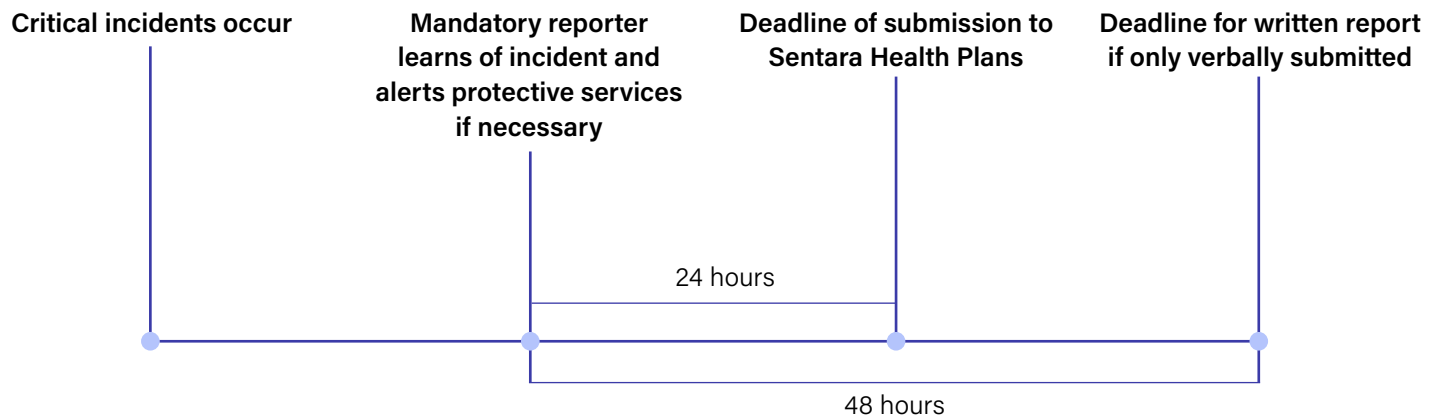 Critical incidents occur
Mandatory reporter
learns of incident and
alerts protective services
if necessary
Deadline of submission to
Sentara Health Plans
Deadline for written report
if only verbally submitted
24 hours
48 hours